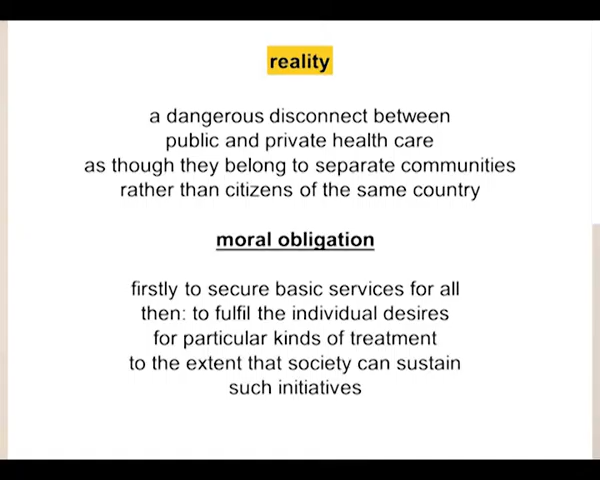 reality
a dangerous disconnect between
public and private health care
as though they belong to separate communities
rather than citizens of the same country
moral obligation
firstly to secure basic services for all
then: to fulfil the individual desires
for particular kinds of treatment
to the extent that society can sustain
such initiatives